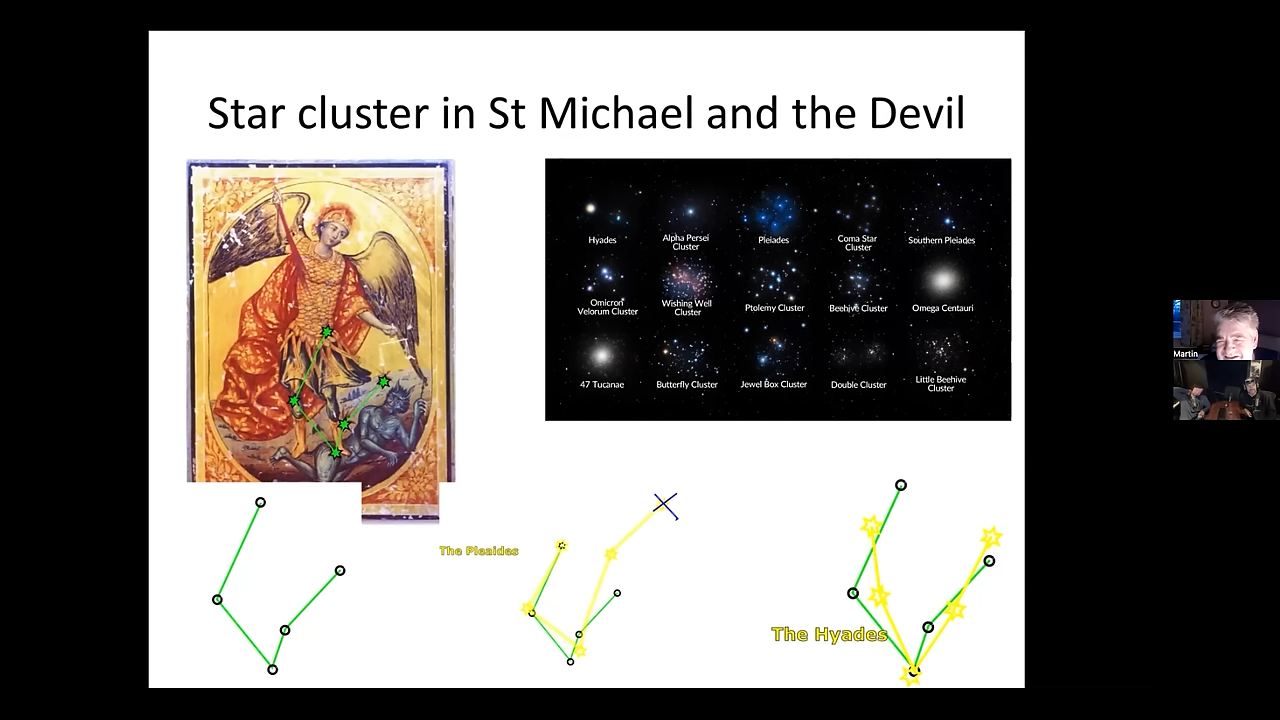 Star cluster in St Michael and the Devil
Hyades
Alpha Persei
Cluster
Pleiades
Coma Star
Cluster
Southern Pleiades
Omicron
Velorum Cluster
Wishing Well
Cluster
Ptolemy Cluster
Beehive Cluster
Omega Centauri
47 Tucanae
Butterfly Cluster
Jewel Box Cluster
Double Cluster
Little Beehive
Cluster
Martin
The Pleaides
The Hyades